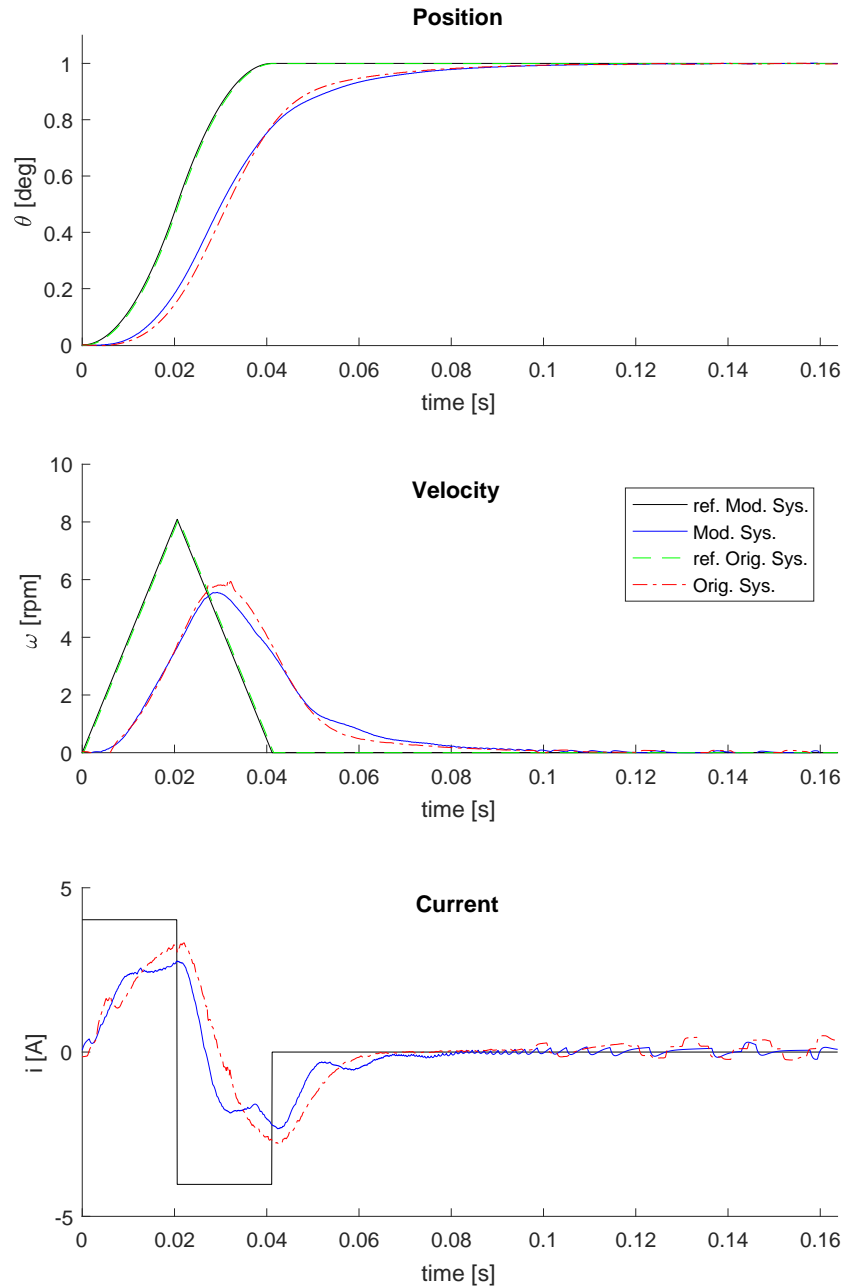 Position
1
0.8
0.6
0.4
0.2
0
θ [deg]
0 0.02 0.04 0.06 0.08 0.1 0.12 0.14 0.16
time [s]
Velocity
10
8
6
4
2
0
ω [rpm]
ref. Mod. Sys.
Mod. Sys.
ref. Orig. Sys.
Orig. Sys.
0 0.02 0.04 0.06 0.08 0.1 0.12 0.14 0.16
time [s]
Current
5
0
-5
i [A]
0 0.02 0.04 0.06 0.08 0.1 0.12 0.14 0.16
time [s]